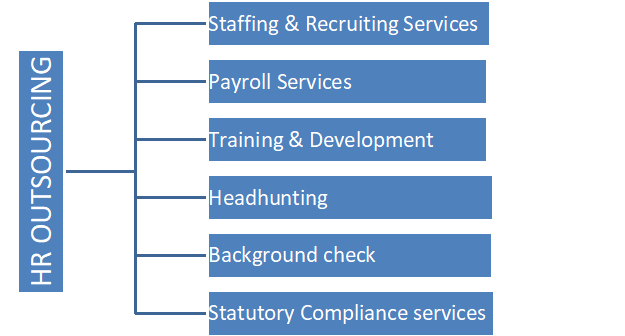 HR OUTSOURCING
Staffing & Recruiting Services
Payroll Services
Training & Development
Headhunting
Background check
Statutory Compliance services